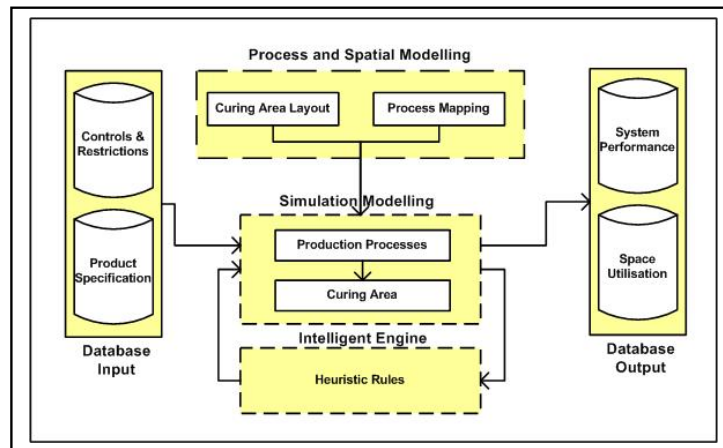 Process and Spatial Modelling
Curing Area Layout
Process Mapping
Controls &
Restrictions
Product
Specification
Database
Input
Simulation Modelling
Production Processes
Curing Area
Intelligent Engine
Heuristic Rules
System
Performance
Space
Utilisation
Database
Output